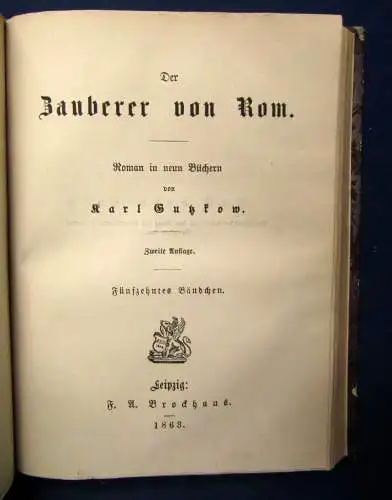 Der
Zauberer von Rom.
Roman in neun Büchern
von
Karl Gutzkow.
Zweite Auflage.
Fünfzehntes Bändchen.
Leipzig:
F. A. Brockhaus.
1863.